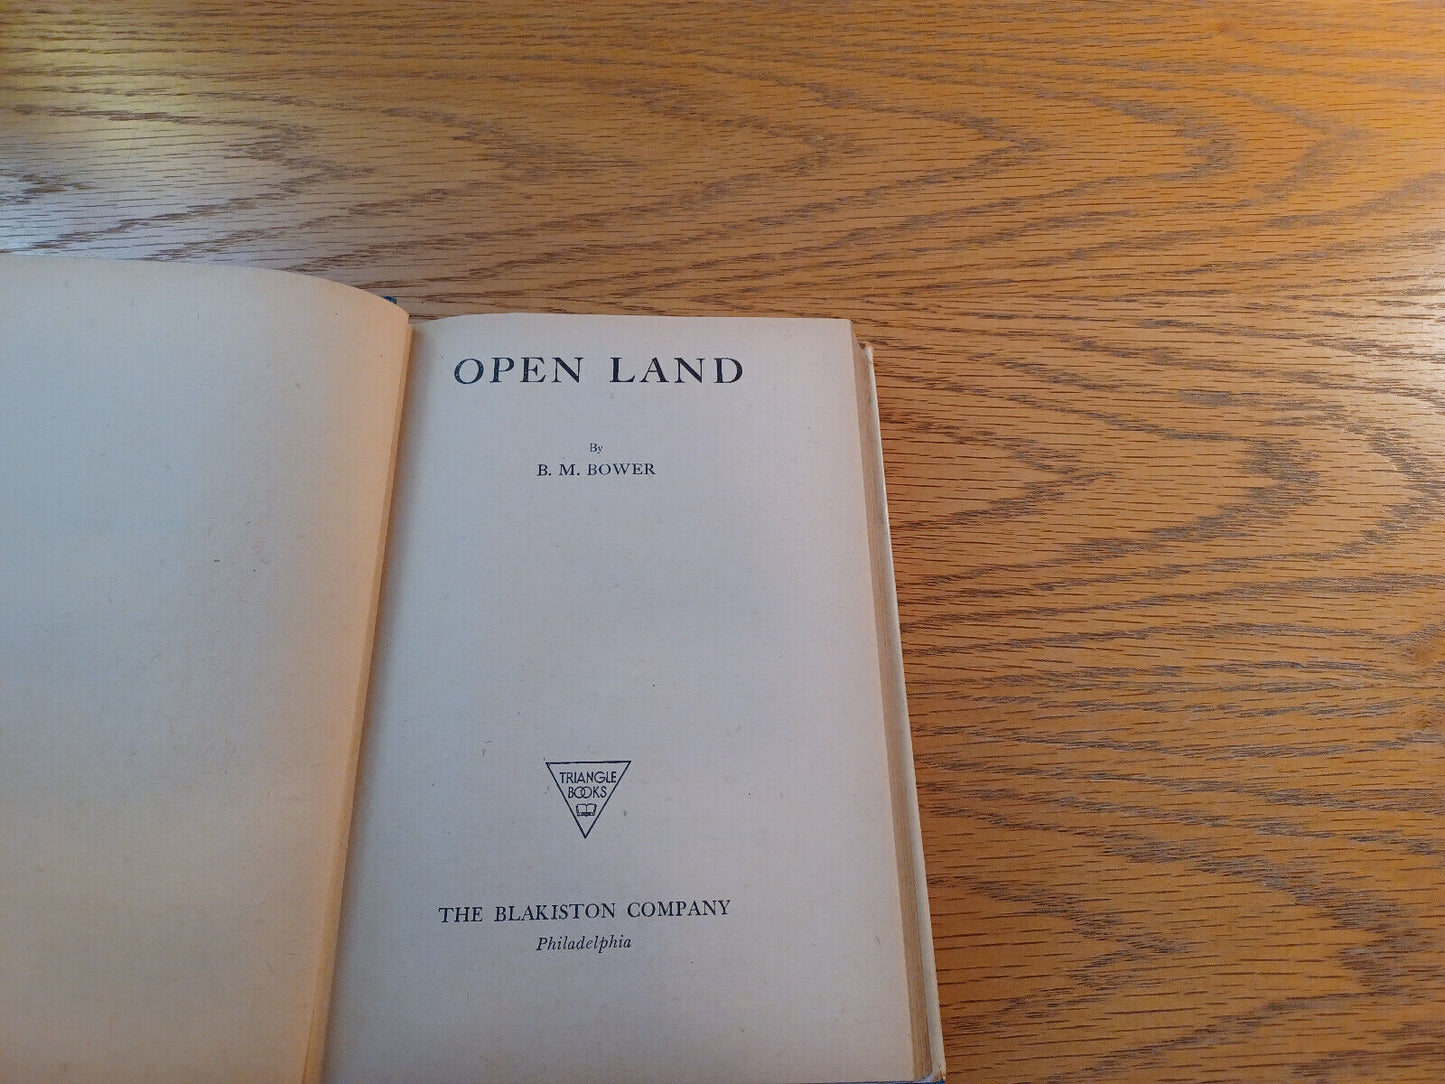 OPEN LAND
By
B. M. BOWER
TRIANGLE
BOOKS
THE BLAKISTON COMPANY
Philadelphia